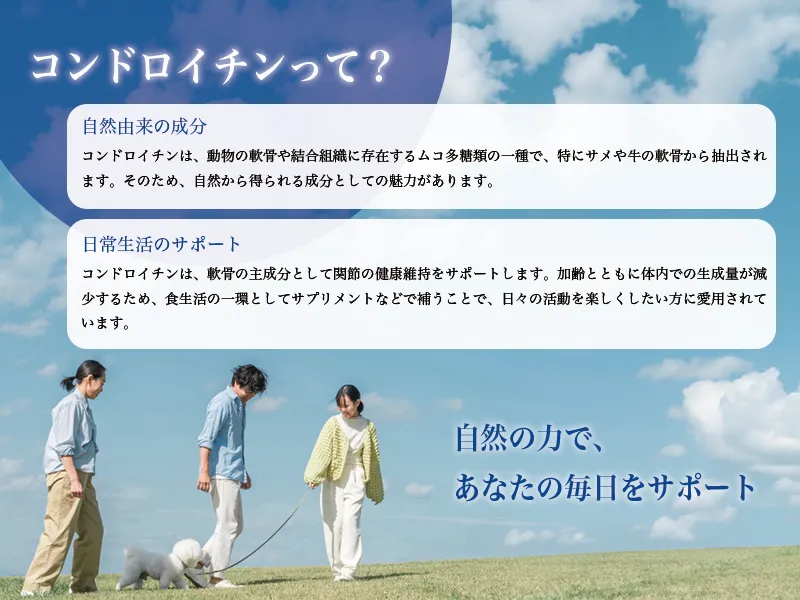 コンドロイチンって？
自然由来の成分
コンドロイチンは、動物の軟骨や結合組織に存在するムコ多糖類の一種で、特にサメや牛の軟骨から抽出され
ます。そのため、自然から得られる成分としての魅力があります。
日常生活のサポート
コンドロイチンは、軟骨の主成分として関節の健康維持をサポートします。加齢とともに体内での生成量が減
少するため、食生活の一環としてサプリメントなどで補うことで、日々の活動を楽しくしたい方に愛用されて
います。
自然の力で、
あなたの毎日をサポート